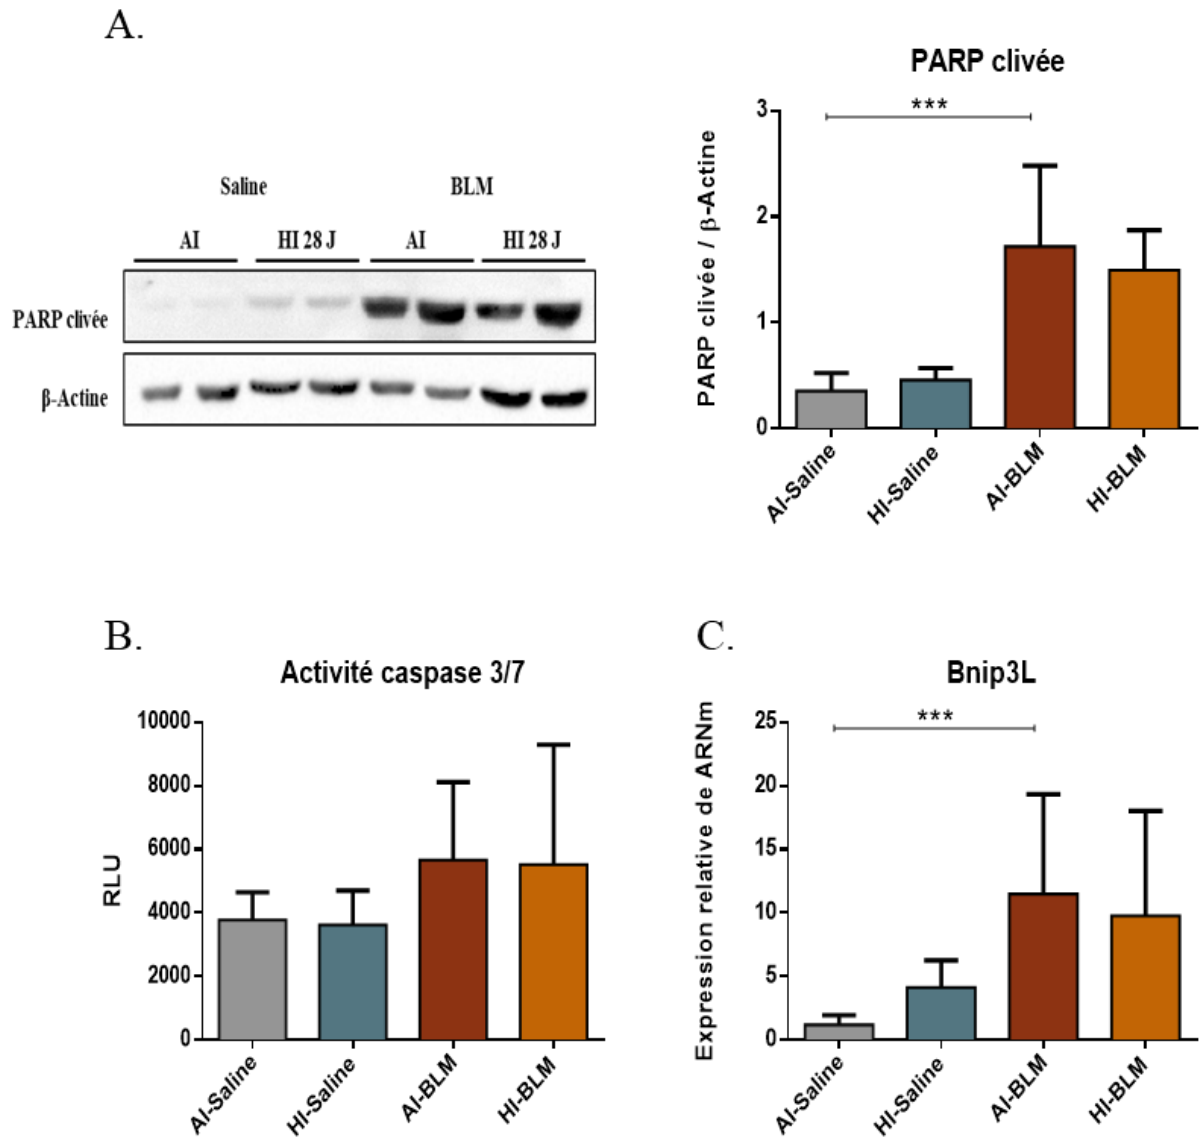 A.
Saline BLM
AI HI 28 J AI HI 28 J
PARP clivée
β-Actine
PARP clivée
***
PARP clivée / β-Actine
3
2
1
0
AI-Saline
HI-Saline
AI-BLM
HI-BLM
B.
Activité caspase 3/7
RLU
10000
8000
6000
4000
2000
0
AI-Saline
HI-Saline
AI-BLM
HI-BLM
C.
Bnip3L
***
Expression relative de ARNm
25
20
15
10
5
0
AI-Saline
HI-Saline
AI-BLM
HI-BLM